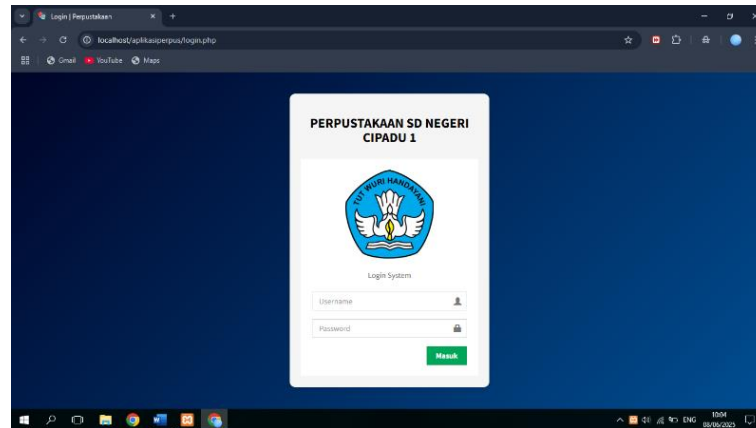 Login | Perpustakaan
localhost/aplikasiperpus/login.php
Gmail YouTube Maps
PERPUSTAKAAN SD NEGERI
CIPADU 1
TUT WURI HANDAYANI
Login System
Username
Password
Masuk
ENG
10:04
08/06/2025